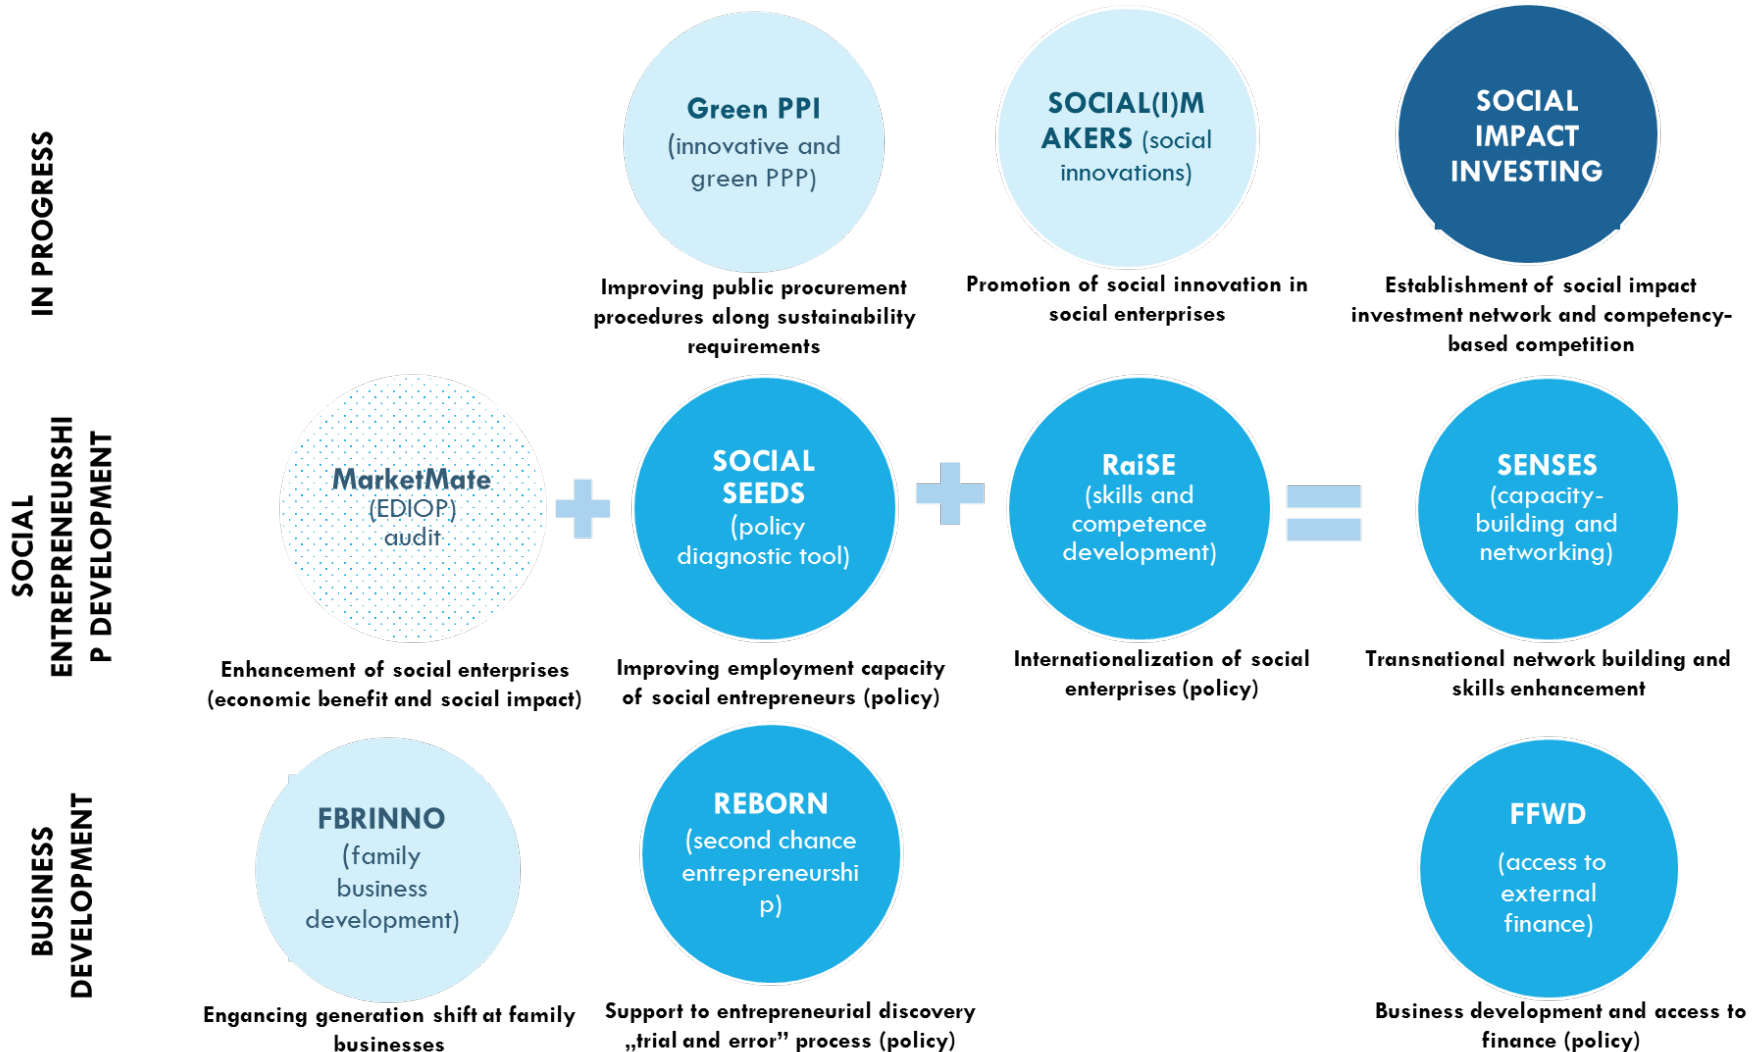 IN PROGRESS
Green PPI
(innovative and
green PPP)
Improving public procurement
procedures along sustainability
requirements
SOCIAL(I)M
AKERS (social
innovations)
Promotion of social innovation in
social enterprises
SOCIAL
IMPACT
INVESTING
Establishment of social impact
investment network and competency-
based competition
SOCIAL
ENTREPRENEURSHI
P DEVELOPMENT
MarketMate
(EDIOP)
audit
Enhancement of social enterprises
(economic benefit and social impact)
SOCIAL
SEEDS
(policy
diagnostic tool)
Improving employment capacity
of social entrepreneurs (policy)
RaiSE
(skills and
competence
development)
Internationalization of social
enterprises (policy)
SENSES
(capacity-
building and
networking)
Transnational network building and
skills enhancement
BUSINESS
DEVELOPMENT
FBRINNO
(family
business
development)
Engancing generation shift at family
businesses
REBORN
(second chance
entrepreneurshi
p)
Support to entrepreneurial discovery
„trial and error” process (policy)
FFWD
(access to
external
finance)
Business development and access to
finance (policy)